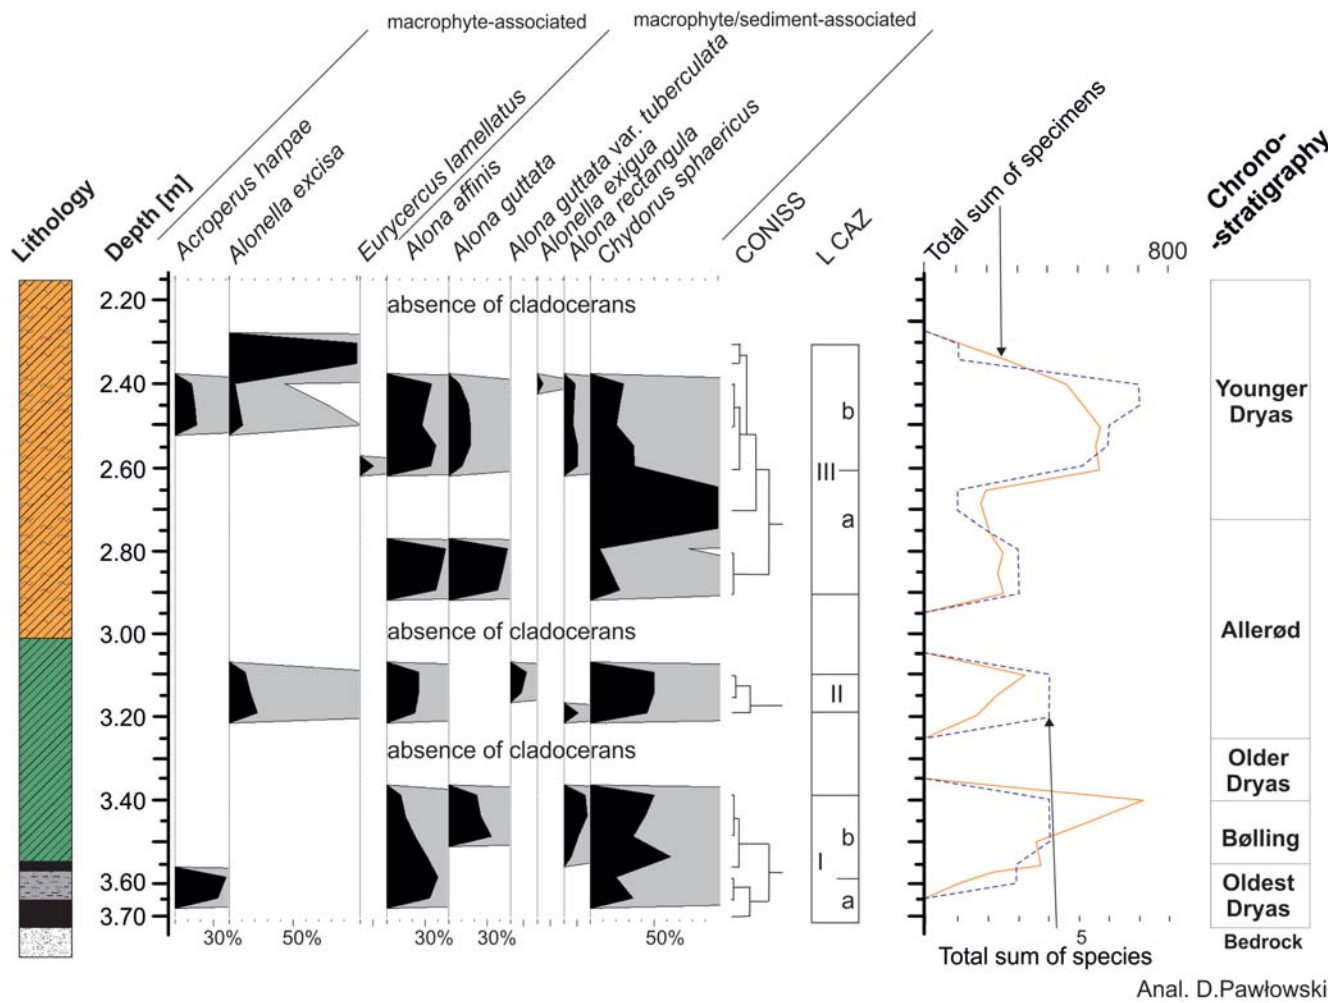 macrophyte-associated
macrophyte/sediment-associated
Lithology
Depth [m]
Acroperus harpae
Alonella excisa
Eurycercus lamellatus
Alona affinis
Alona guttata
Alona guttata var. tuberculata
Alonella exigua
Alona rectangula
Chydorus sphaericus
CONISS
L CAZ
Total sum of specimens
Chrono-
-stratigraphy
800
absence of cladocerans
2.20
2.40
2.60
2.80
3.00
3.20
3.40
3.60
3.70
absence of cladocerans
absence of cladocerans
b
III
a
II
b
I
a
Younger
Dryas
Allerød
Older
Dryas
Bølling
Oldest
Dryas
Bedrock
30%
50%
30%
30%
50%
5
Total sum of species
Anal. D.Pawłowski